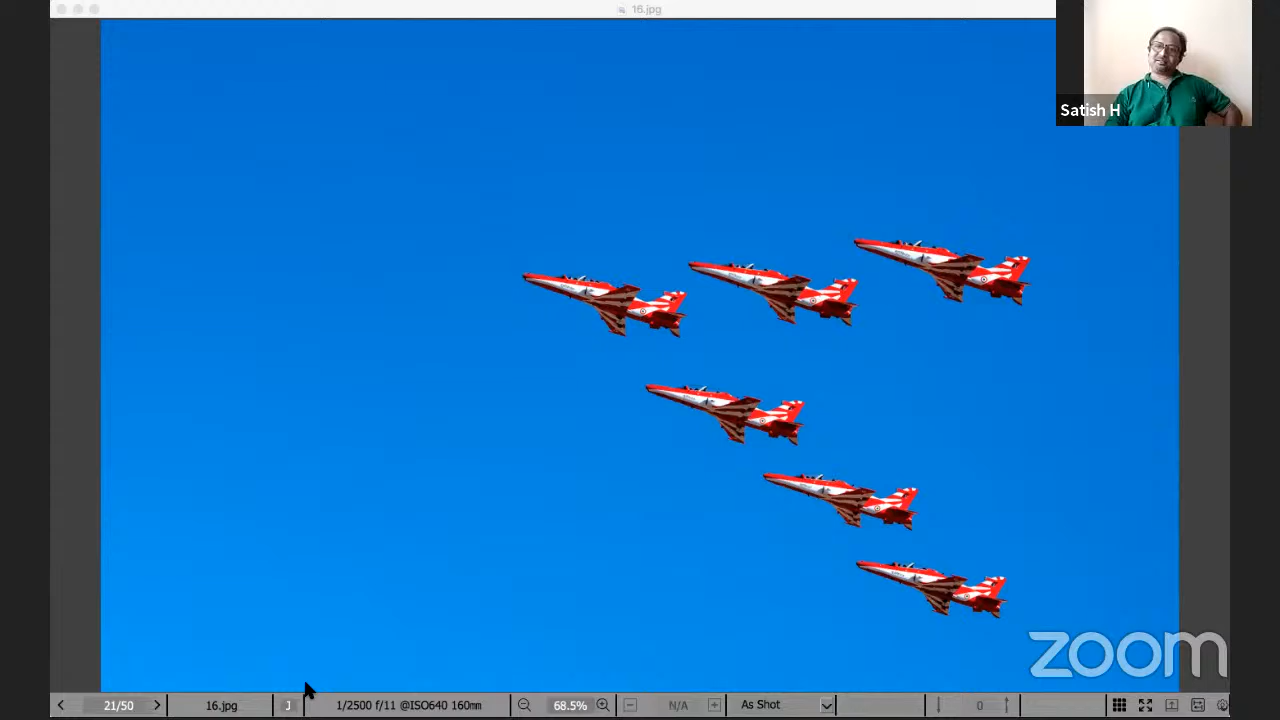 16.jpg
Satish H
zoom
21/50
16.jpg
J
1/2500 f/11 @ISO640 160mm
68.5%
N/A
As Shot
0